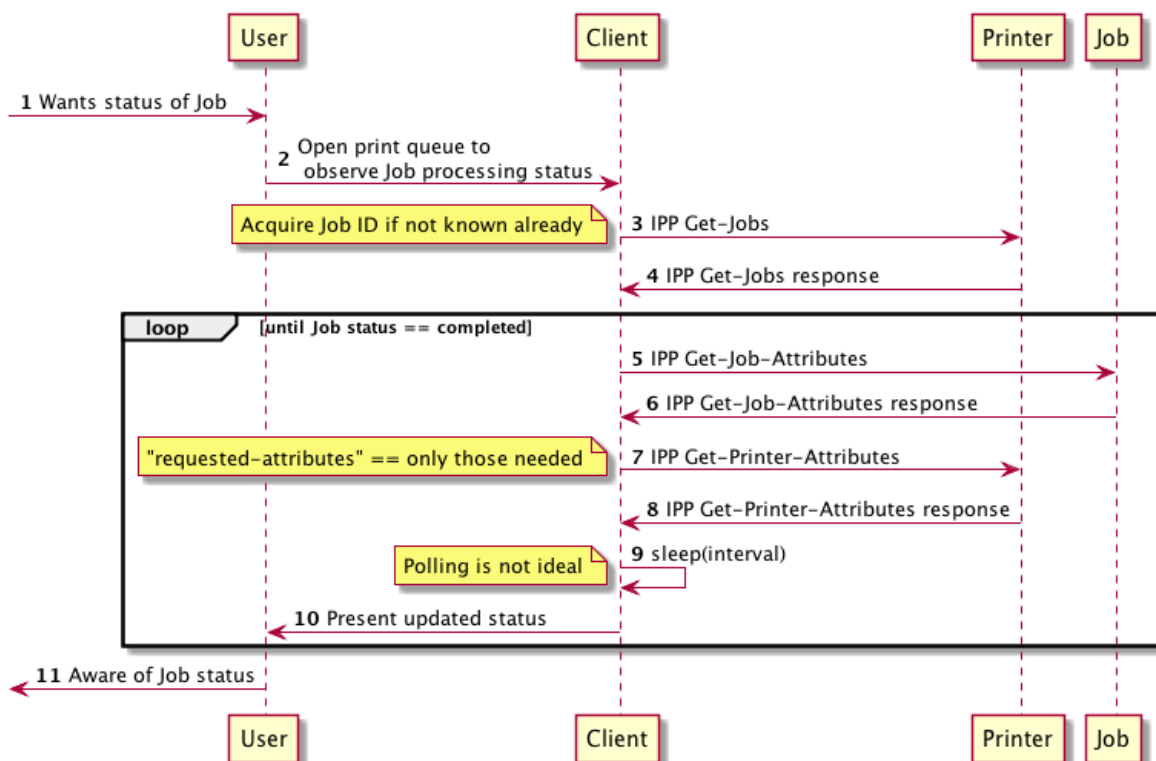 User Client Printer Job
1 Wants status of Job
2 Open print queue to
observe Job processing status
Acquire Job ID if not known already 3 IPP Get-Jobs
4 IPP Get-Jobs response
loop [until Job status == completed]
5 IPP Get-Job-Attributes
6 IPP Get-Job-Attributes response
"requested-attributes" == only those needed 7 IPP Get-Printer-Attributes
8 IPP Get-Printer-Attributes response
Polling is not ideal 9 sleep(interval)
10 Present updated status
11 Aware of Job status
User Client Printer Job